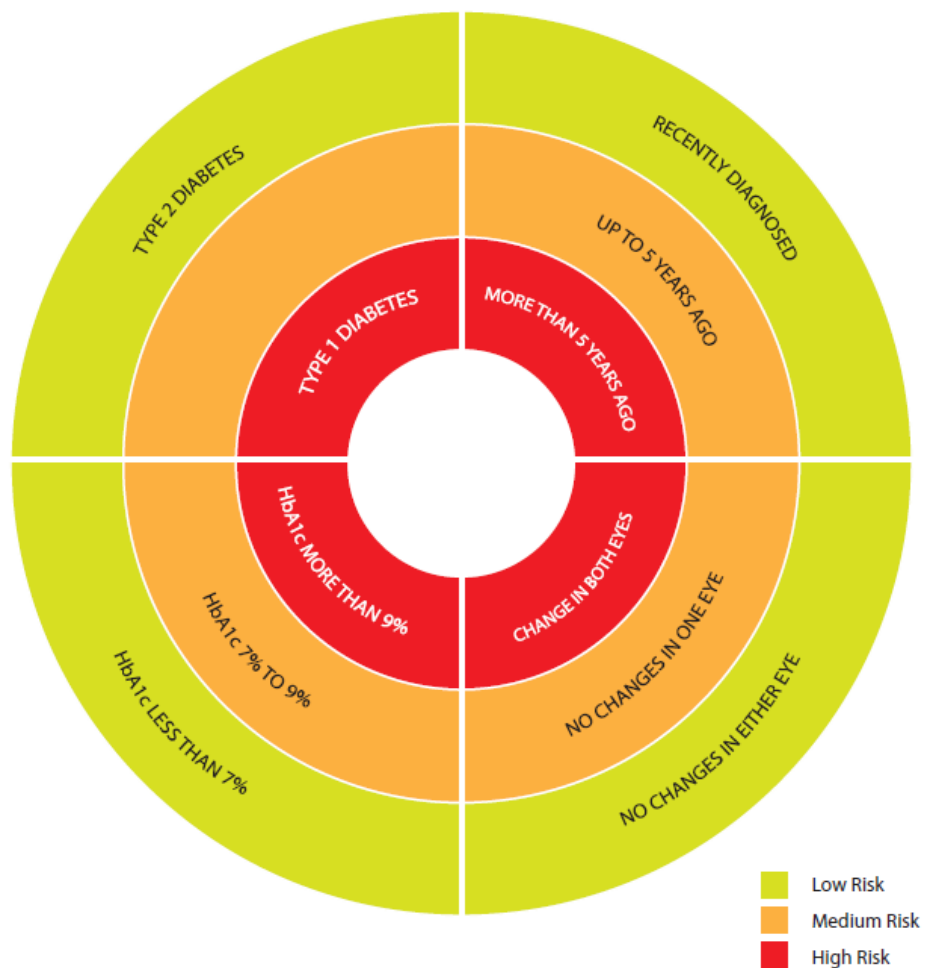 TYPE 2 DIABETES
TYPE 1 DIABETES
RECENTLY DIAGNOSED
UP TO 5 YEARS AGO
MORE THAN 5 YEARS AGO
HbA1c MORE THAN 9%
HbA1c 7% TO 9%
HbA1c LESS THAN 7%
CHANGE IN BOTH EYES
NO CHANGES IN ONE EYE
NO CHANGES IN EITHER EYE
Low Risk
Medium Risk
High Risk